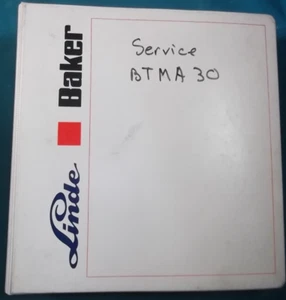 Service
BTMA 30
Linde Baker